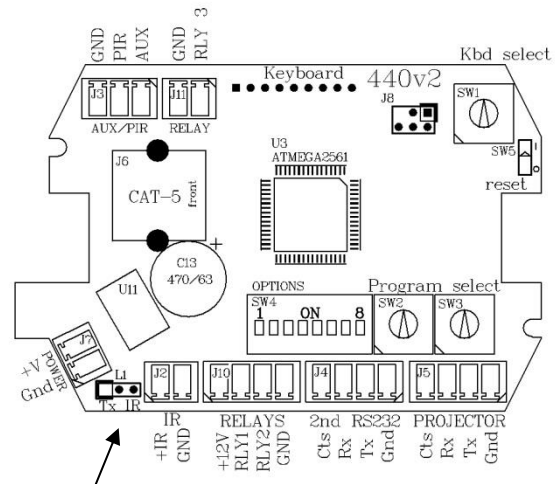 GND PIR AUX
GND RLY 3
J3
J11
AUX/PIR
RELAY
Keyboard
440v2
J8
Kbd select
SW1
SW5
1
0
reset
J6
CAT-5
front
U3
ATMEGA2561
C13
470/63
+
U11
OPTIONS
SW4
1 ON 8
Program select
SW2
SW3
J7
POWER
+V
Gnd
L1
Tx IR
J2
IR
+IR GND
J10
RELAYS
+12V RLY1 RLY2 GND
J4
2nd RS232
Cts Rx Tx Gnd
J5
PROJECTOR
Cts Rx Tx Gnd